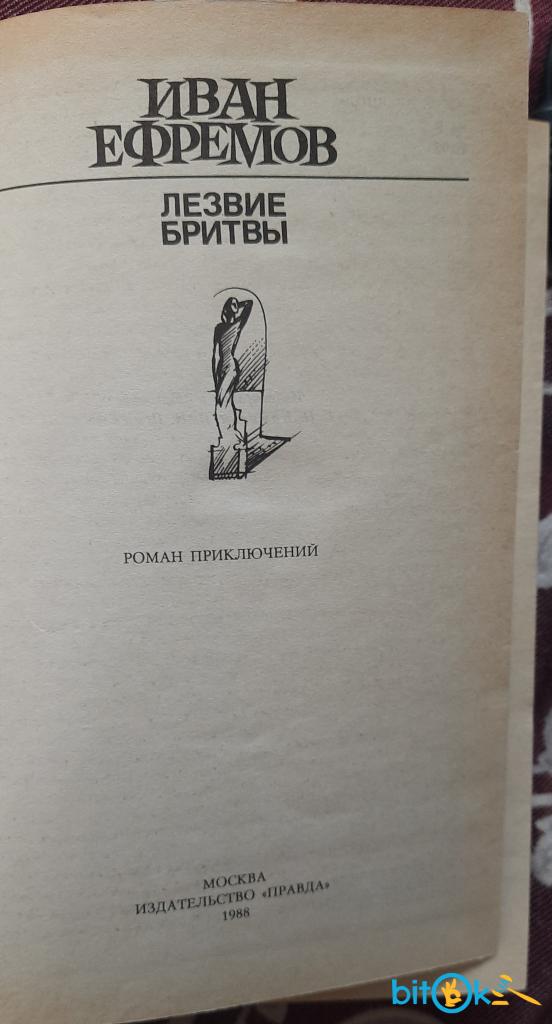 ИВАН
ЕФРЕМОВ
ЛЕЗВИЕ
БРИТВЫ
РОМАН ПРИКЛЮЧЕНИЙ
МОСКВА
ИЗДАТЕЛЬСТВО «ПРАВДА»
1988
bitOk